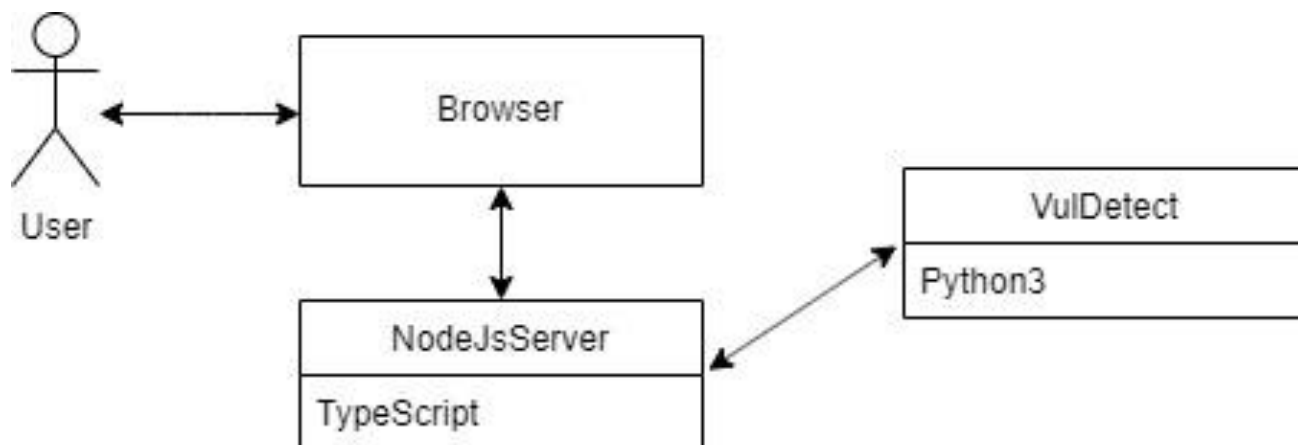 Browser
User
VulDetect
Python3
NodeJsServer
TypeScript